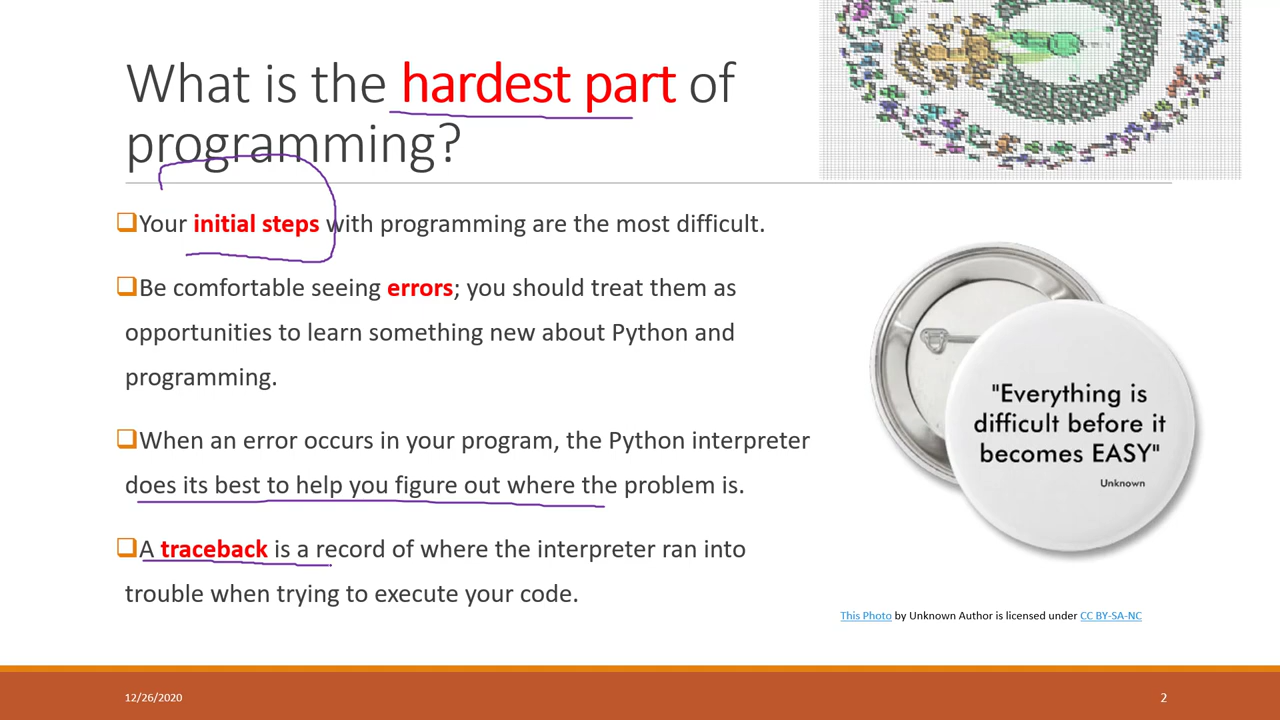 What is the hardest part of
programming?
Your initial steps with programming are the most difficult.
Be comfortable seeing errors; you should treat them as
opportunities to learn something new about Python and
programming.
When an error occurs in your program, the Python interpreter
does its best to help you figure out where the problem is.
A traceback is a record of where the interpreter ran into
trouble when trying to execute your code.
"Everything is
difficult before it
becomes EASY"
Unknown
This Photo by Unknown Author is licensed under CC BY-SA-NC
12/26/2020
2